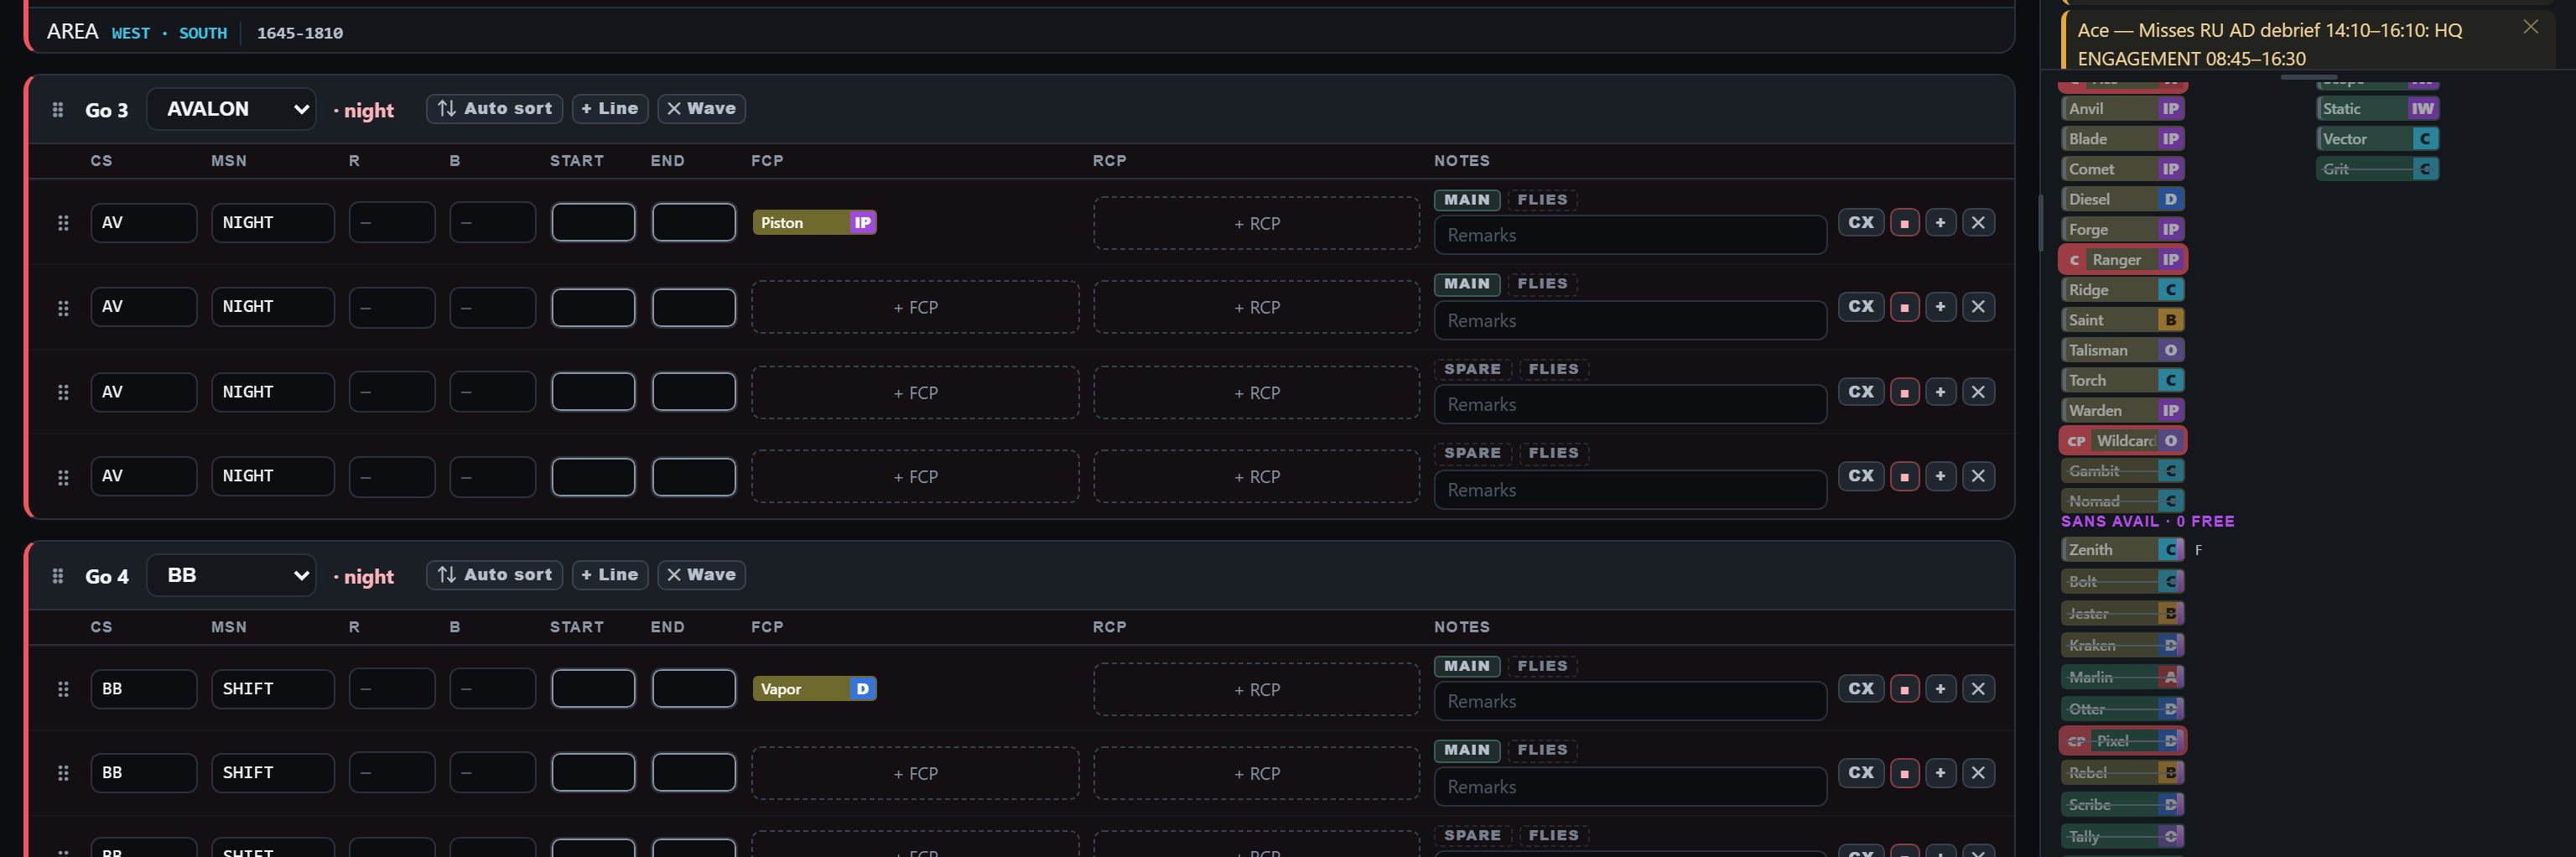 AREA WEST · SOUTH 1645-1810
Go 3 AVALON · night Auto sort + Line × Wave
CS MSN R B START END FCP RCP NOTES
AV NIGHT — — Piston IP + RCP MAIN FLIES Remarks CX + ×
AV NIGHT — — + FCP + RCP MAIN FLIES Remarks CX + ×
AV NIGHT — — + FCP + RCP SPARE FLIES Remarks CX + ×
AV NIGHT — — + FCP + RCP SPARE FLIES Remarks CX + ×
Go 4 BB · night Auto sort + Line × Wave
CS MSN R B START END FCP RCP NOTES
BB SHIFT — — Vapor D + RCP MAIN FLIES Remarks CX + ×
BB SHIFT — — + FCP + RCP MAIN FLIES Remarks CX + ×
BB SHIFT + FCP + RCP SPARE FLIES CX
Ace — Misses RU AD debrief 14:10–16:10: HQ
ENGAGEMENT 08:45–16:30
Anvil IP
Blade IP
Comet IP
Diesel D
Forge IP
C Ranger IP
Ridge C
Saint B
Talisman O
Torch C
Warden IP
CP Wildcard O
Gambit C
Nomad C
Static IW
Vector C
Grit C
SANS AVAIL · 0 FREE
Zenith C F
Bolt C
Jester B
Kraken D
Marlin A
Otter D
CP Pixel D
Rebel B
Scribe D
Tally O